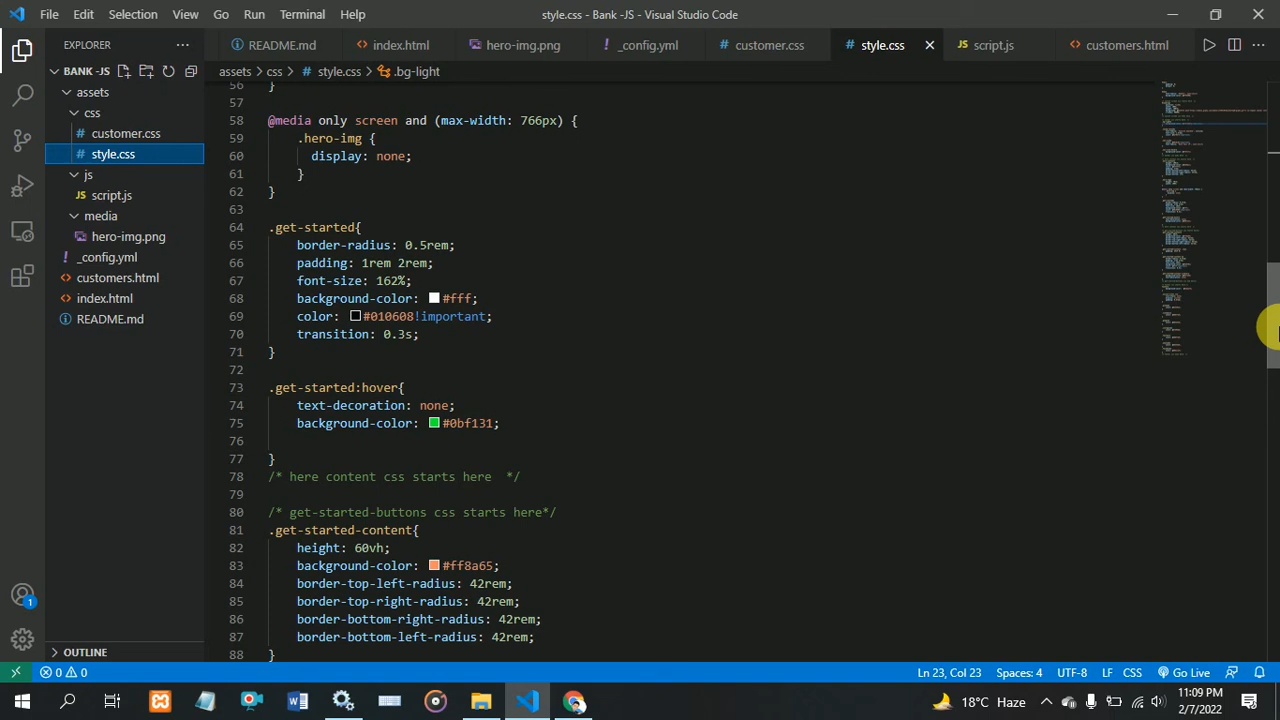 File Edit Selection View Go Run Terminal Help style.css - Bank -JS - Visual Studio Code
EXPLORER
README.md index.html hero-img.png _config.yml customer.css style.css script.js customers.html
BANK -JS
assets > css > style.css > .bg-light
assets
css
customer.css
style.css
js
script.js
media
hero-img.png
_config.yml
customers.html
index.html
README.md
56 }
57
58 @media only screen and (max-width: 766px) {
59 .hero-img {
60 display: none;
61 }
62 }
63
64 .get-started{
65 border-radius: 0.5rem;
66 padding: 1rem 2rem;
67 font-size: 162%;
68 background-color: #fff;
69 color: #010608!important;
70 transition: 0.3s;
71 }
72
73 .get-started:hover{
74 text-decoration: none;
75 background-color: #0bf131;
76
77 }
78 /* here content css starts here  */
79
80 /* get-started-buttons css starts here*/
81 .get-started-content{
82 height: 60vh;
83 background-color: #ff8a65;
84 border-top-left-radius: 42rem;
85 border-top-right-radius: 42rem;
86 border-bottom-right-radius: 42rem;
87 border-bottom-left-radius: 42rem;
88 }
OUTLINE
1
0 0 Ln 23, Col 23 Spaces: 4 UTF-8 LF CSS Go Live
18°C Haze 11:09 PM
2/7/2022